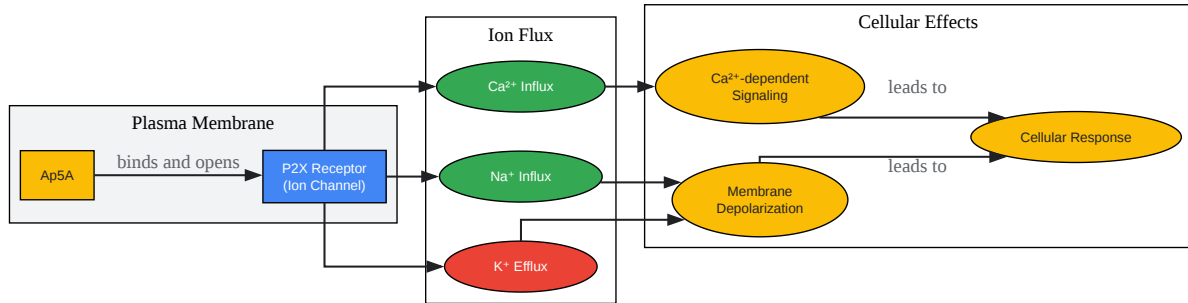 Plasma Membrane
Ap5A
binds and opens
P2X Receptor
(Ion Channel)
Ion Flux
Ca²⁺ Influx
Na⁺ Influx
K⁺ Efflux
Cellular Effects
Ca²⁺-dependent
Signaling
leads to
Membrane
Depolarization
leads to
Cellular Response